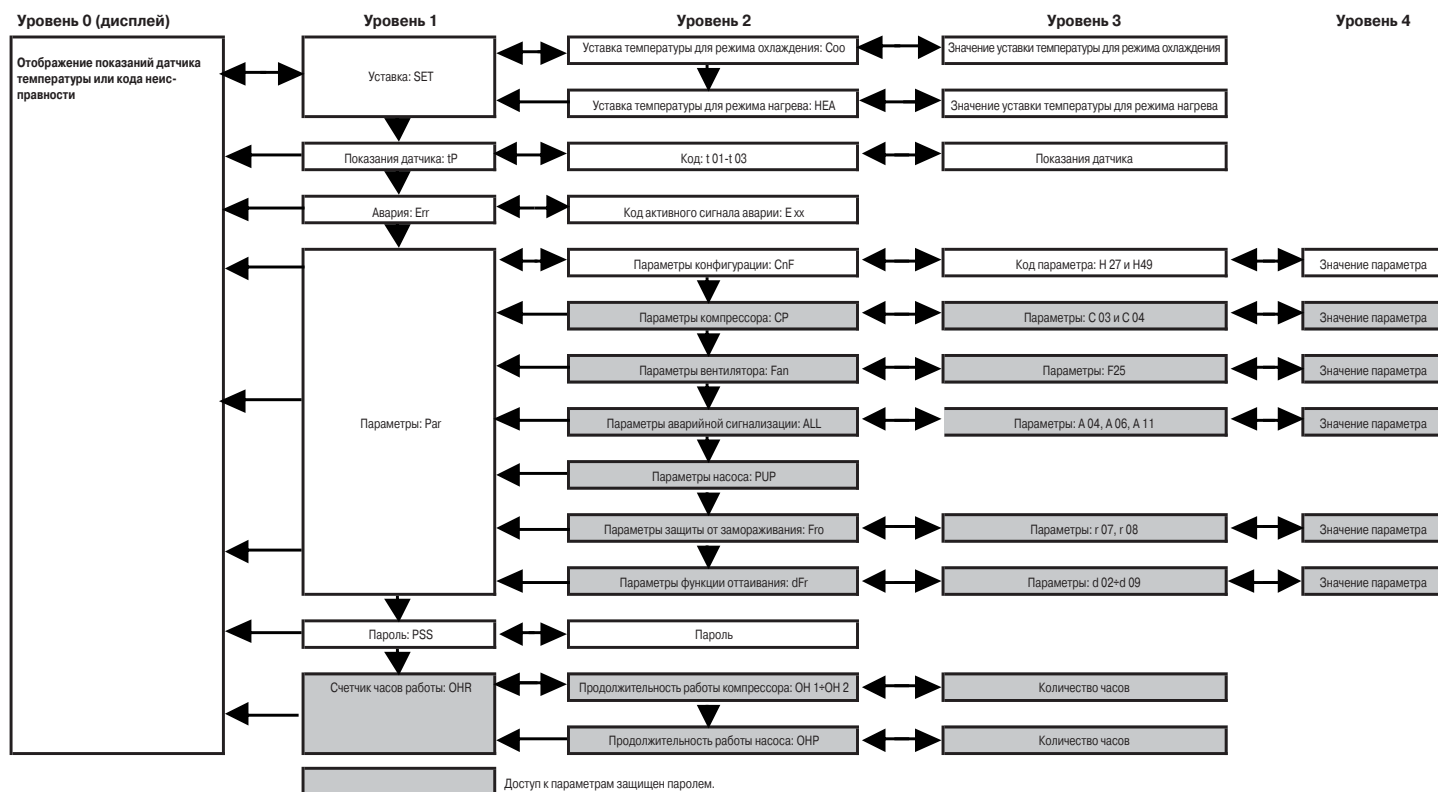 Уровень 0 (дисплей) Уровень 1 Уровень 2 Уровень 3 Уровень 4
Отображение показаний датчика
температуры или кода неис-
правности
Уставка: SET
Уставка температуры для режима охлаждения: Coo
Значение уставки температуры для режима охлаждения
Уставка температуры для режима нагрева: HEA
Значение уставки температуры для режима нагрева
Показания датчика: tP
Код: t 01-t 03
Показания датчика
Авария: Err
Код активного сигнала аварии: E xx
Параметры: Par
Параметры конфигурации: CnF
Код параметра: H 27 и H49
Значение параметра
Параметры компрессора: CP
Параметры: C 03 и C 04
Значение параметра
Параметры вентилятора: Fan
Параметры: F25
Значение параметра
Параметры аварийной сигнализации: ALL
Параметры: A 04, A 06, A 11
Значение параметра
Параметры насоса: PUP
Параметры защиты от замораживания: Fro
Параметры: r 07, r 08
Значение параметра
Параметры функции оттаивания: dFr
Параметры: d 02÷d 09
Значение параметра
Пароль: PSS
Пароль
Счетчик часов работы: OHR
Продолжительность работы компрессора: OH 1÷OH 2
Количество часов
Продолжительность работы насоса: OHP
Количество часов
Доступ к параметрам защищен паролем.